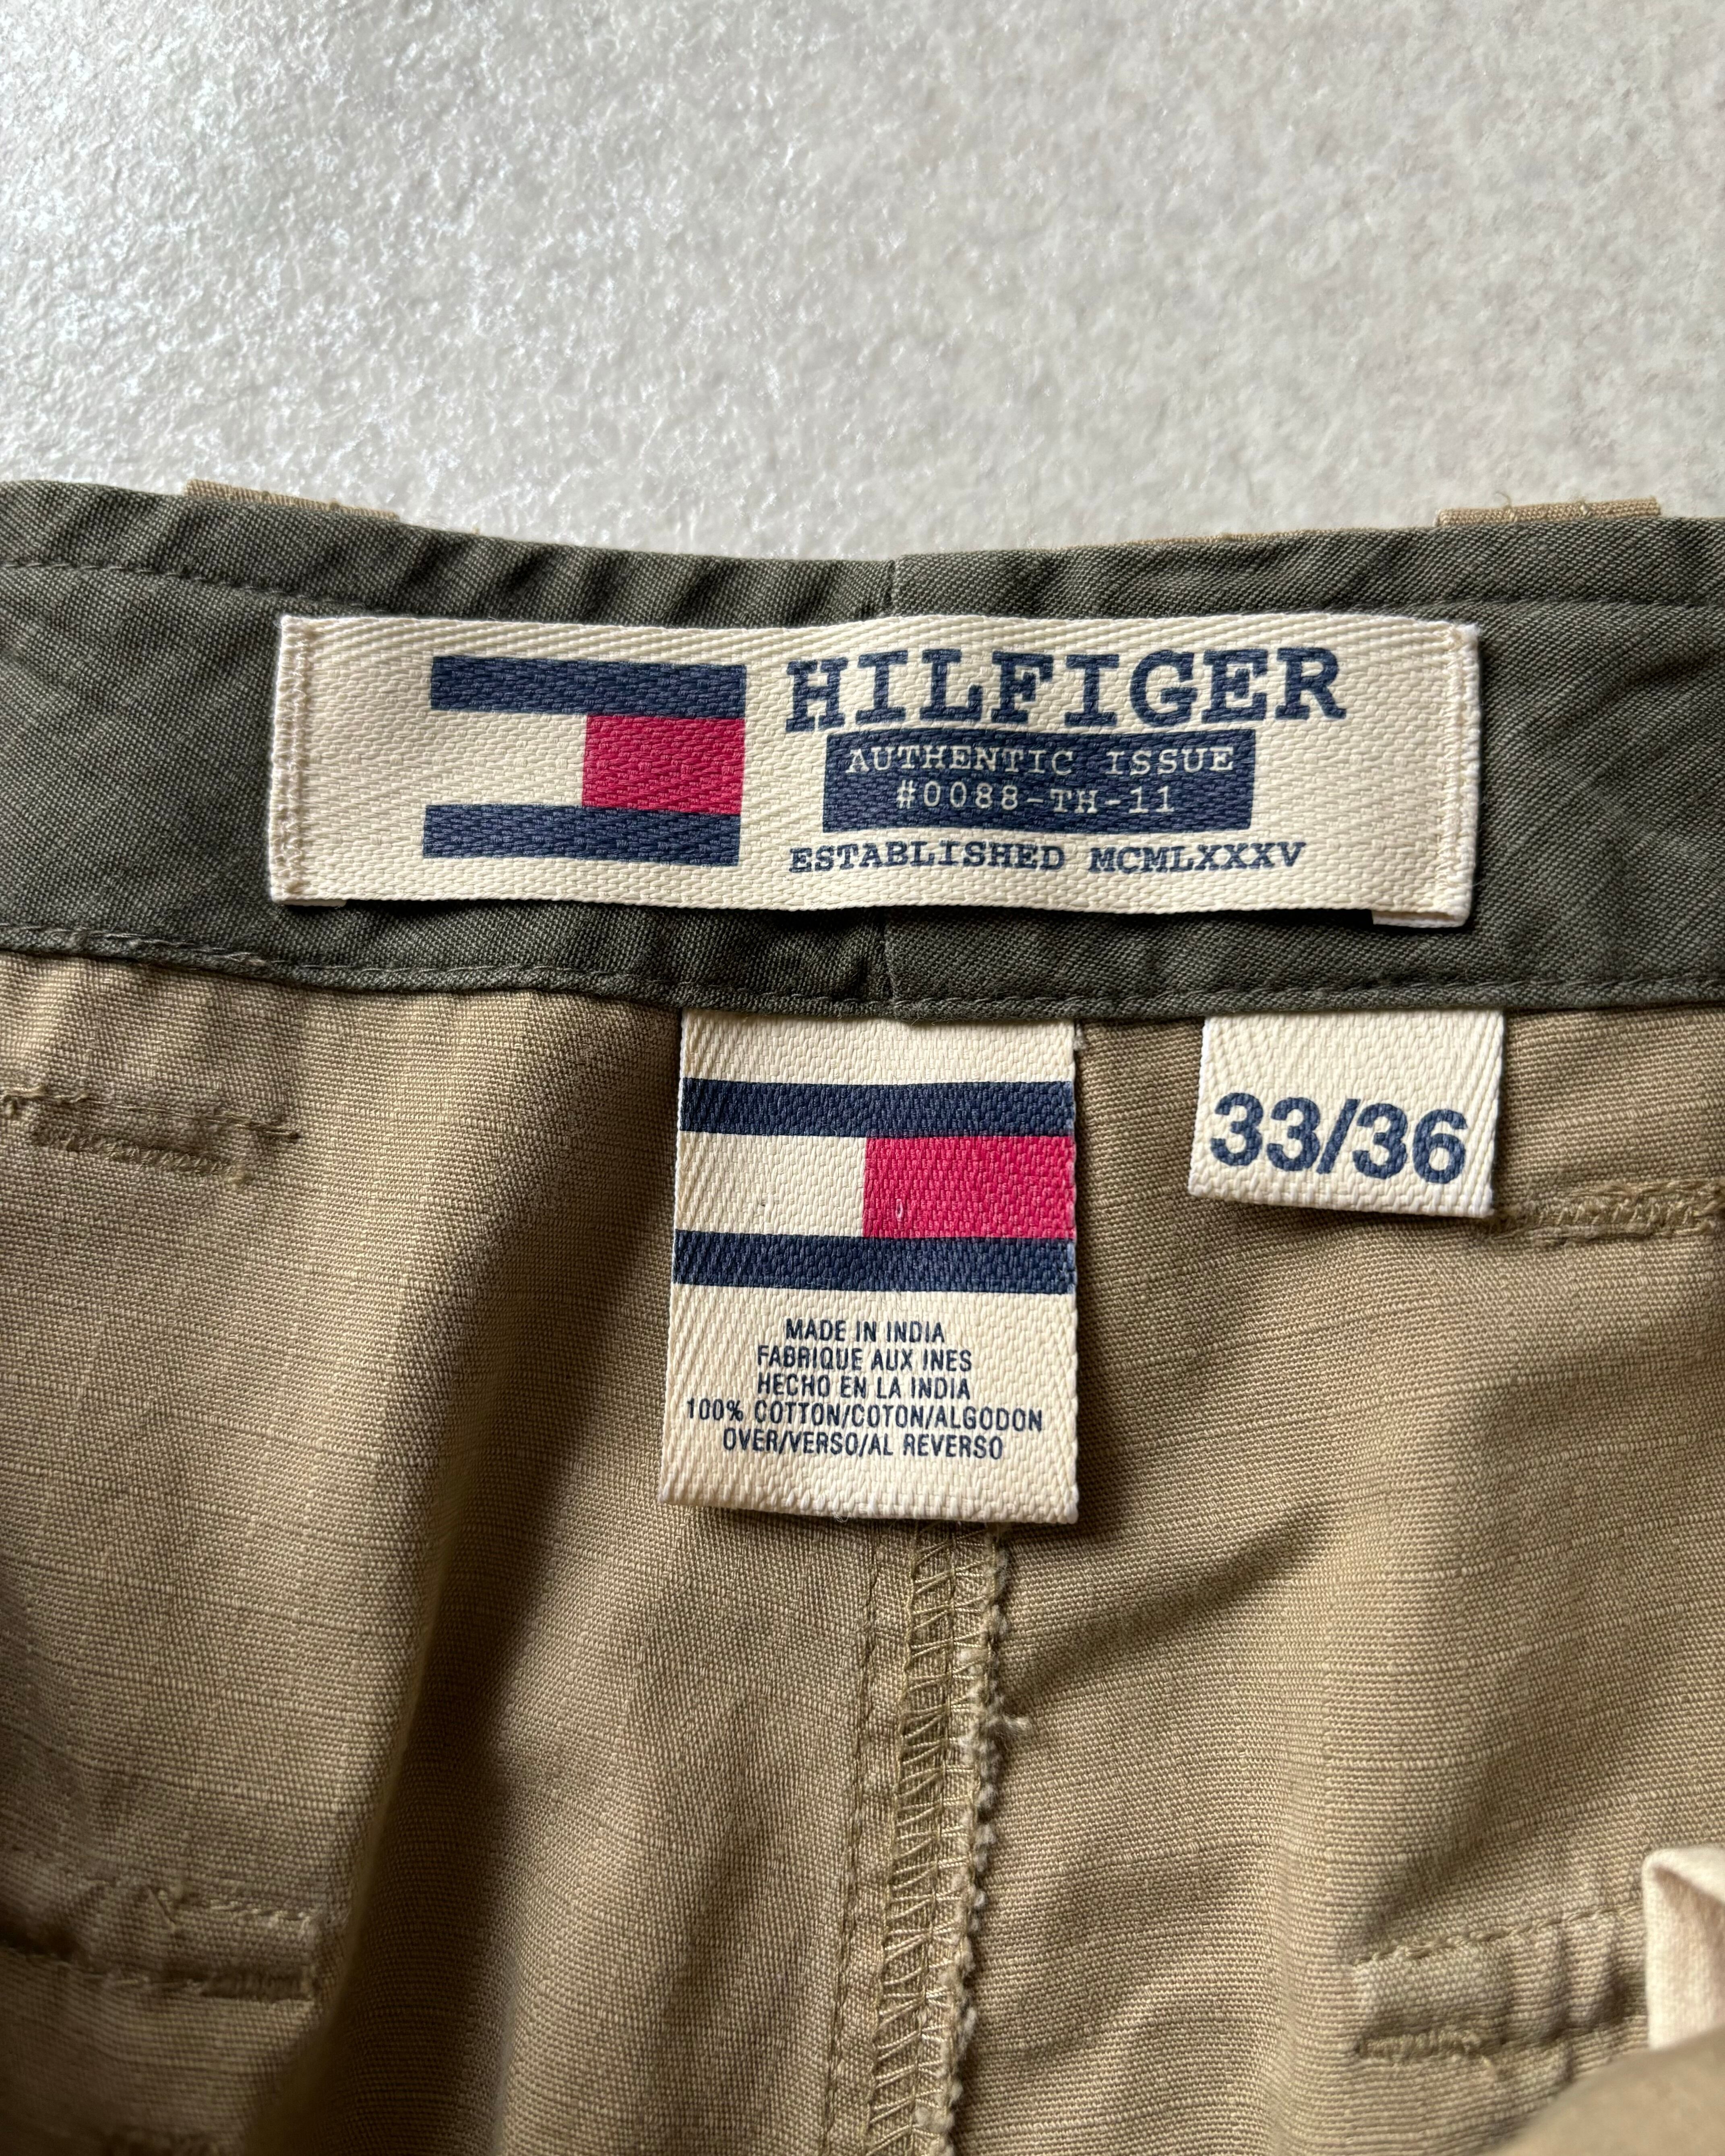 HILFIGER
AUTHENTIC ISSUE
#0088-TH-11
ESTABLISHED MCMLXXXV
33/36
MADE IN INDIA
FABRIQUE AUX INES
HECHO EN LA INDIA
100% COTTON/COTON/ALGODON
OVER/VERSO/AL REVERSO